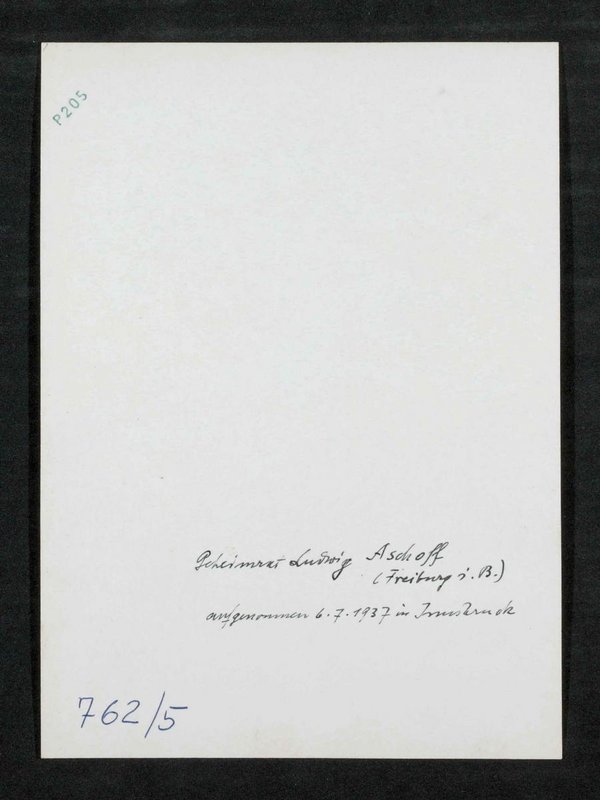 P205
Geheimrat Ludwig Aschoff
(Freiburg i. B.)
aufgenommen 6.7.1937 in Innsbruck
762/5